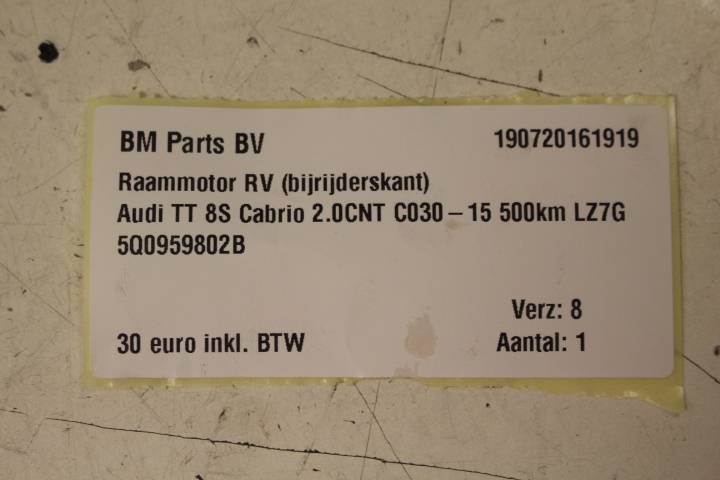 BM Parts BV 190720161919
Raammotor RV (bijrijderskant)
Audi TT 8S Cabrio 2.0CNT C030 – 15 500km LZ7G
5Q0959802B
Verz: 8
30 euro inkl. BTW Aantal: 1